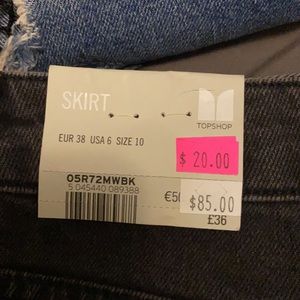 SKIRT
TOPSHOP
EUR 38 USA 6 SIZE 10
$ 20.00
05R72MWBK
5 045440 089388
$85.00
£36